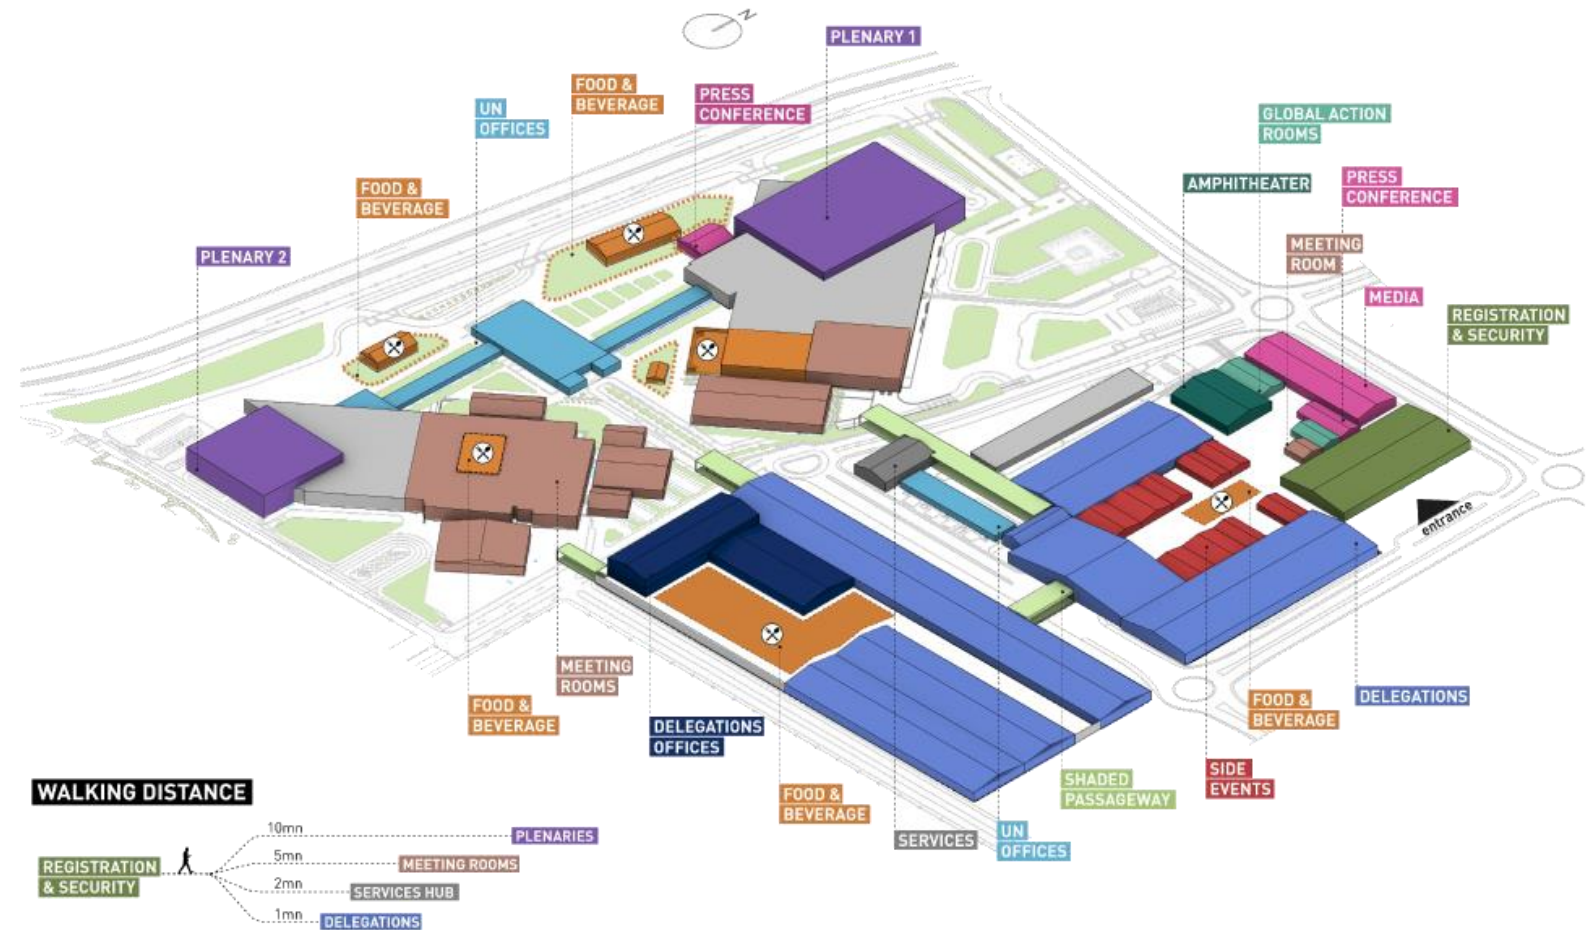 N
PLENARY 1
FOOD &
BEVERAGE
PRESS
CONFERENCE
UN
OFFICES
GLOBAL ACTION
ROOMS
AMPHITHEATER
PRESS
CONFERENCE
FOOD &
BEVERAGE
MEETING
ROOM
PLENARY 2
MEDIA
REGISTRATION
& SECURITY
entrance
MEETING
ROOMS
FOOD &
BEVERAGE
DELEGATIONS
OFFICES
FOOD &
BEVERAGE
DELEGATIONS
SIDE
EVENTS
SHADED
PASSAGEWAY
FOOD &
BEVERAGE
SERVICES
UN
OFFICES
WALKING DISTANCE
10mn
PLENARIES
5mn
MEETING ROOMS
REGISTRATION
& SECURITY
2mn
SERVICES HUB
1mn
DELEGATIONS